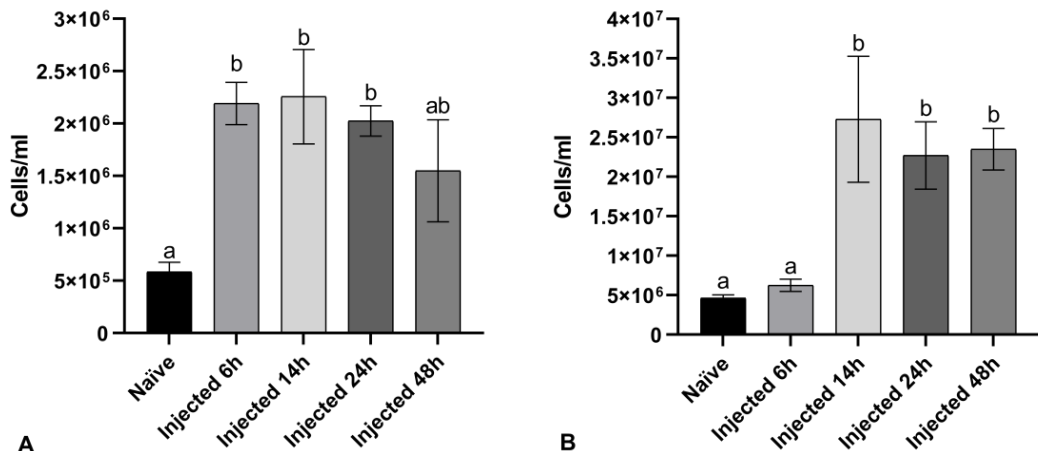 3×10⁶
2.5×10⁶
2×10⁶
1.5×10⁶
1×10⁶
5×10⁵
0
Cells/ml
a
b
b
b
ab
Naïve
Injected 6h
Injected 14h
Injected 24h
Injected 48h
A
4×10⁷
3.5×10⁷
3×10⁷
2.5×10⁷
2×10⁷
1.5×10⁷
1×10⁷
5×10⁶
0
Cells/ml
a
a
b
b
b
Naïve
Injected 6h
Injected 14h
Injected 24h
Injected 48h
B